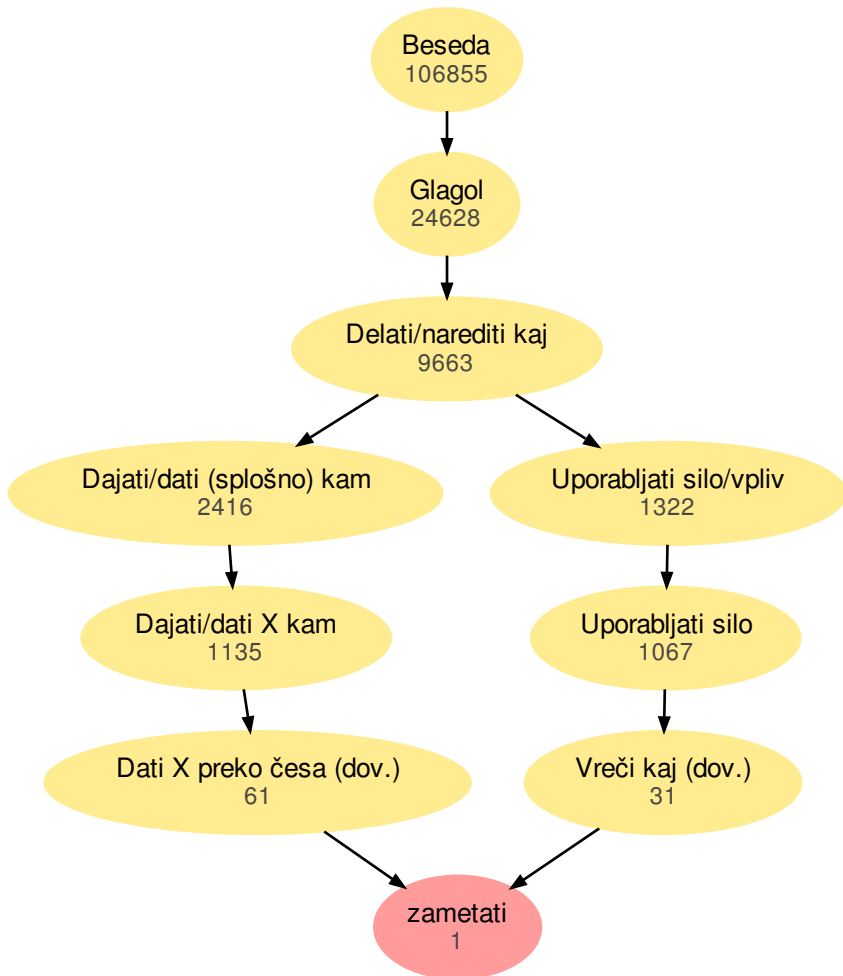 Beseda
106855
Glagol
24628
Delati/narediti kaj
9663
Dajati/dati (splošno) kam
2416
Uporabljati silo/vpliv
1322
Dajati/dati X kam
1135
Uporabljati silo
1067
Dati X preko česa (dov.)
61
Vreči kaj (dov.)
31
zametati
1